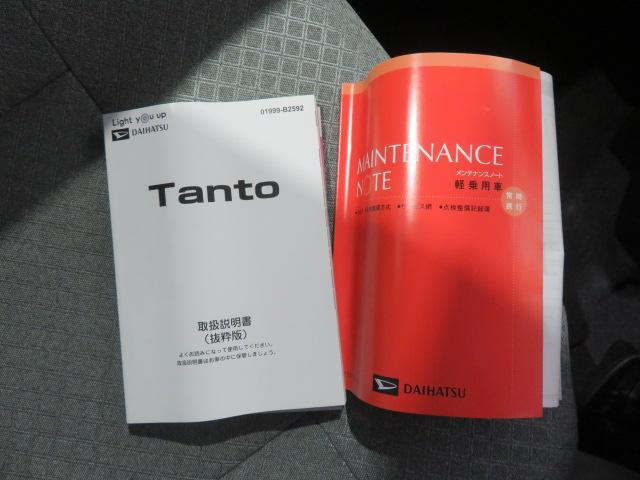 Light you up
DAIHATSU
01999-B2592
Tanto
取扱説明書
(抜粋版)
よくお読みになって使用してください。
取扱説明書はお車の中に保管しましょう。
MAINTENANCE
NOTE
メンテナンスノート
軽乗用車
常時
携行
●点検整備記録簿
DAIHATSU